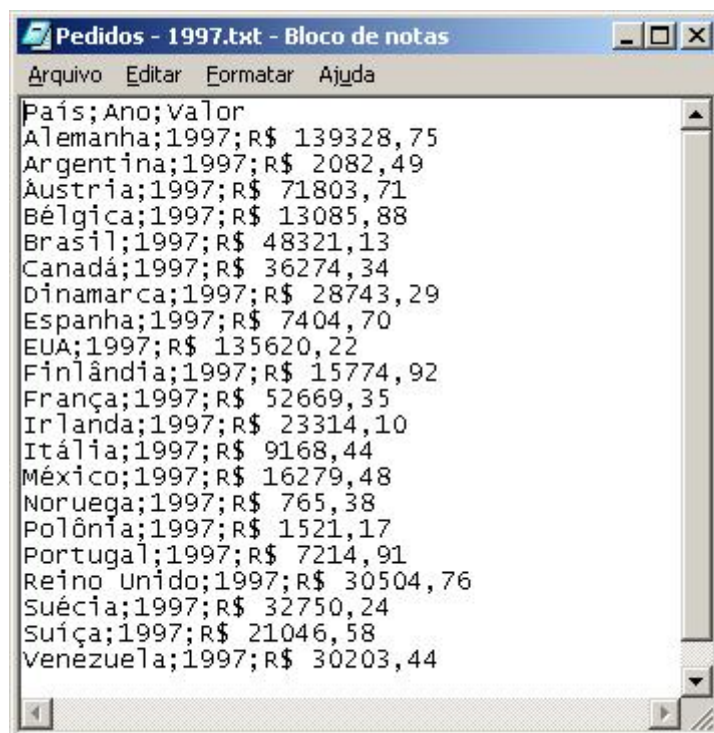 Pedidos - 1997.txt - Bloco de notas
Arquivo Editar Formatar Ajuda
País;Ano;Valor
Alemanha;1997;R$ 139328,75
Argentina;1997;R$ 2082,49
Áustria;1997;R$ 71803,71
Bélgica;1997;R$ 13085,88
Brasil;1997;R$ 48321,13
Canadá;1997;R$ 36274,34
Dinamarca;1997;R$ 28743,29
Espanha;1997;R$ 7404,70
EUA;1997;R$ 135620,22
Finlândia;1997;R$ 15774,92
França;1997;R$ 52669,35
Irlanda;1997;R$ 23314,10
Itália;1997;R$ 9168,44
México;1997;R$ 16279,48
Noruega;1997;R$ 765,38
Polônia;1997;R$ 1521,17
Portugal;1997;R$ 7214,91
Reino Unido;1997;R$ 30504,76
Suécia;1997;R$ 32750,24
Suíça;1997;R$ 21046,58
Venezuela;1997;R$ 30203,44